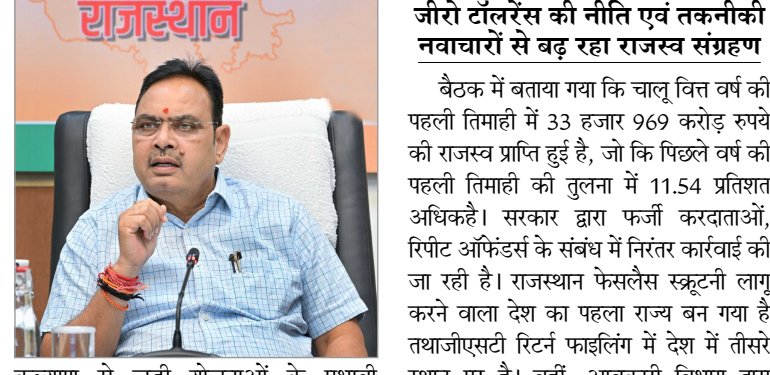 राजस्थान
जीरो टॉलरेंस की नीति एवं तकनीकी
नवाचारों से बढ़ रहा राजस्व संग्रहण
बैठक में बताया गया कि चालू वित्त वर्ष की
पहली तिमाही में 33 हजार 969 करोड़ रुपये
की राजस्व प्राप्ति हुई है, जो कि पिछले वर्ष की
पहली तिमाही की तुलना में 11.54 प्रतिशत
अधिकहै। सरकार द्वारा फर्जी करदाताओं,
रिपीट ऑफेंडर्स के संबंध में निरंतर कार्रवाई की
जा रही है। राजस्थान फेसलैस स्क्रूटनी लागू
करने वाला देश का पहला राज्य बन गया है
तथाजीएसटी रिटर्न फाइलिंग में देश में तीसरे